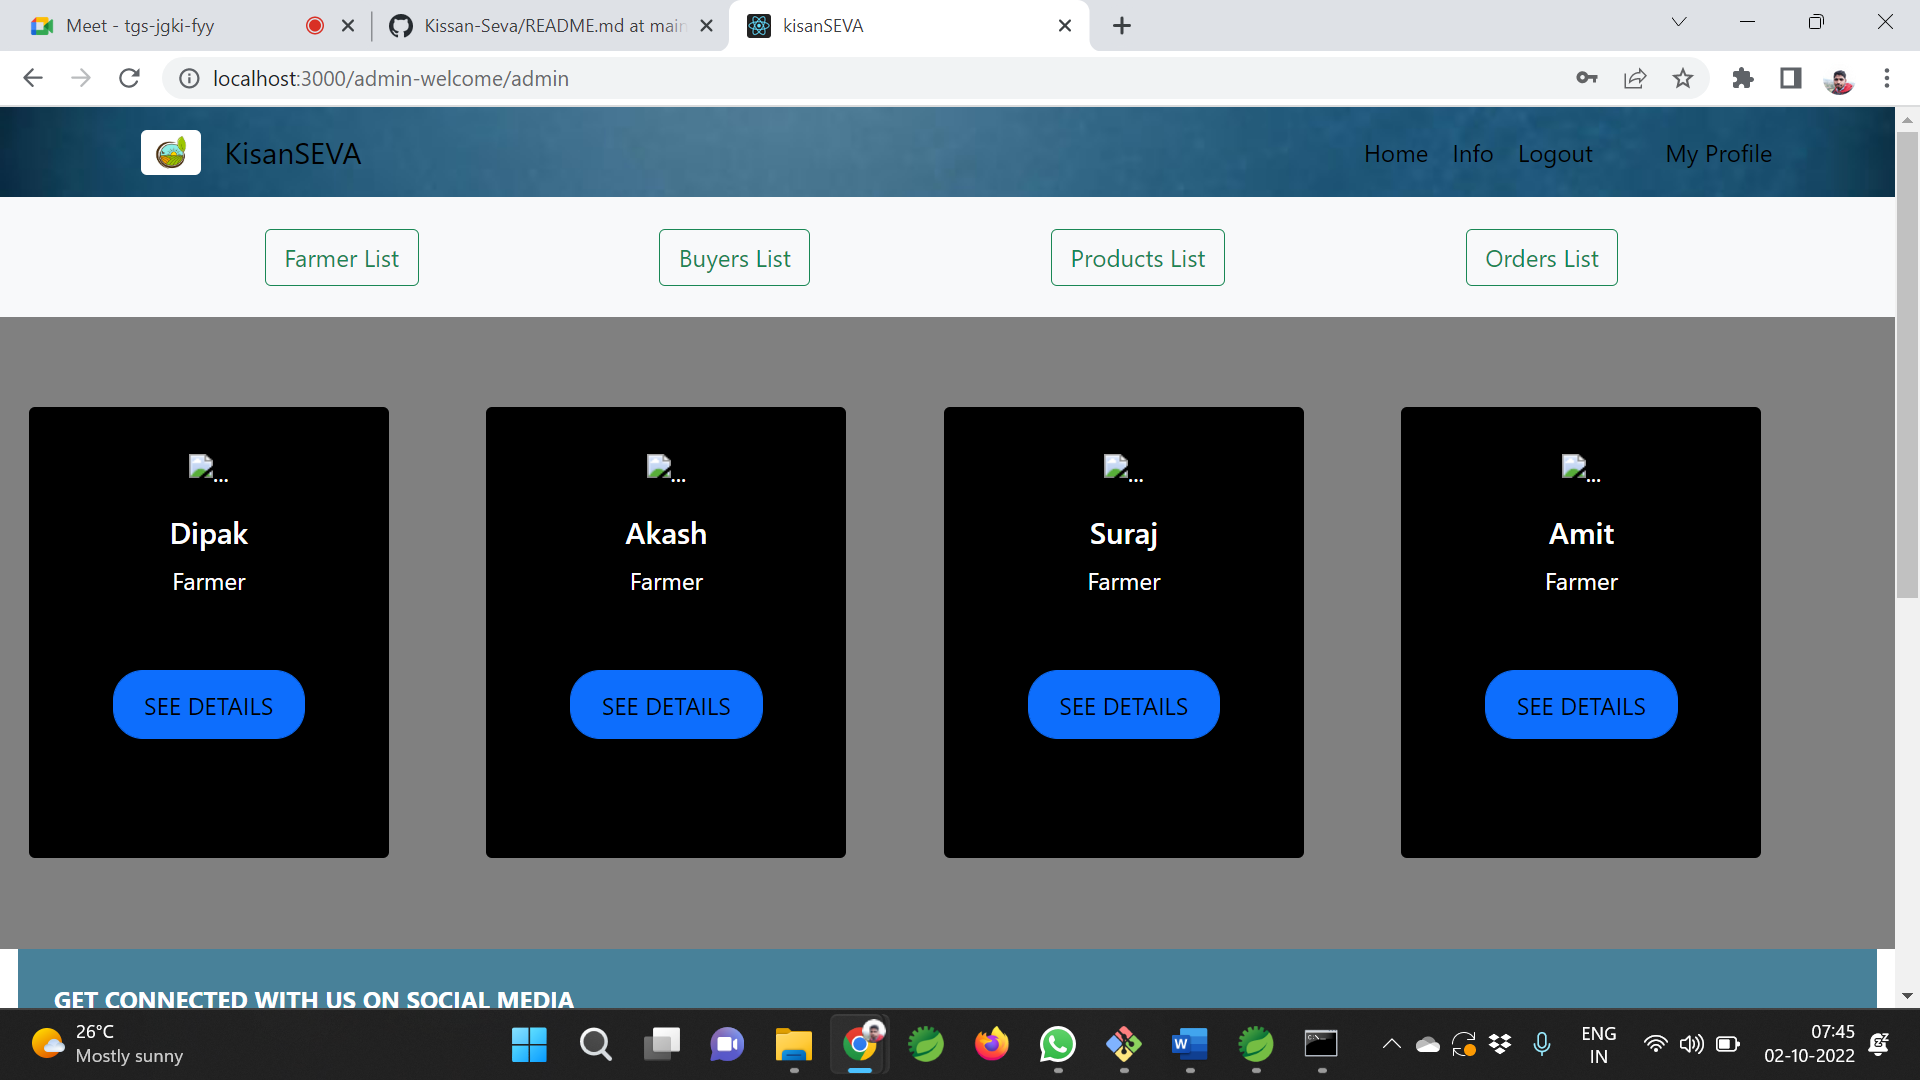 Meet - tgs-jgki-fyy
Kissan-Seva/README.md at main
kisanSEVA
localhost:3000/admin-welcome/admin
KisanSEVA
Home Info Logout My Profile
Farmer List Buyers List Products List Orders List
... ... ... ...
Dipak Akash Suraj Amit
Farmer Farmer Farmer Farmer
SEE DETAILS SEE DETAILS SEE DETAILS SEE DETAILS
GET CONNECTED WITH US ON SOCIAL MEDIA
26°C
Mostly sunny
ENG
IN
07:45
02-10-2022